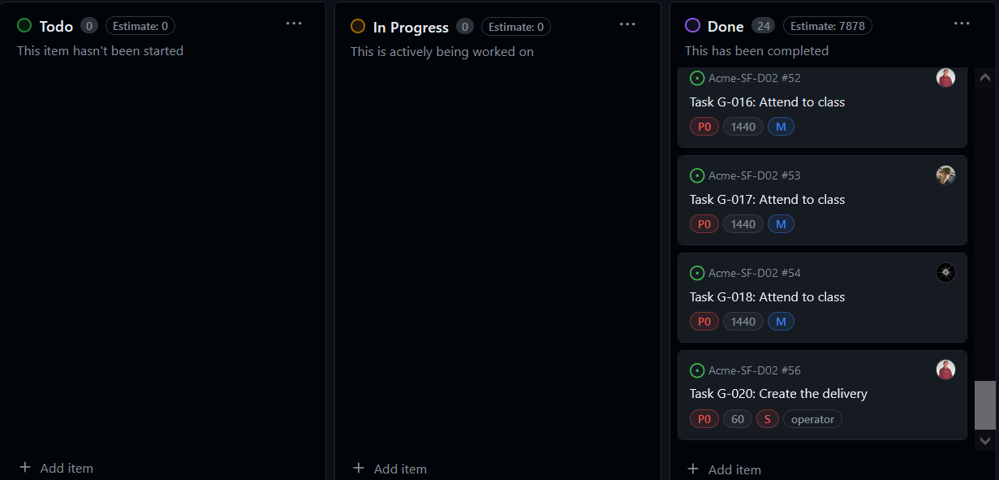 Todo 0 Estimate: 0
This item hasn't been started
Add item
In Progress 0 Estimate: 0
This is actively being worked on
Add item
Done 24 Estimate: 7878
This has been completed
Acme-SF-D02 #52
Task G-016: Attend to class
P0 1440 M
Acme-SF-D02 #53
Task G-017: Attend to class
P0 1440 M
Acme-SF-D02 #54
Task G-018: Attend to class
P0 1440 M
Acme-SF-D02 #56
Task G-020: Create the delivery
P0 60 S operator
Add item